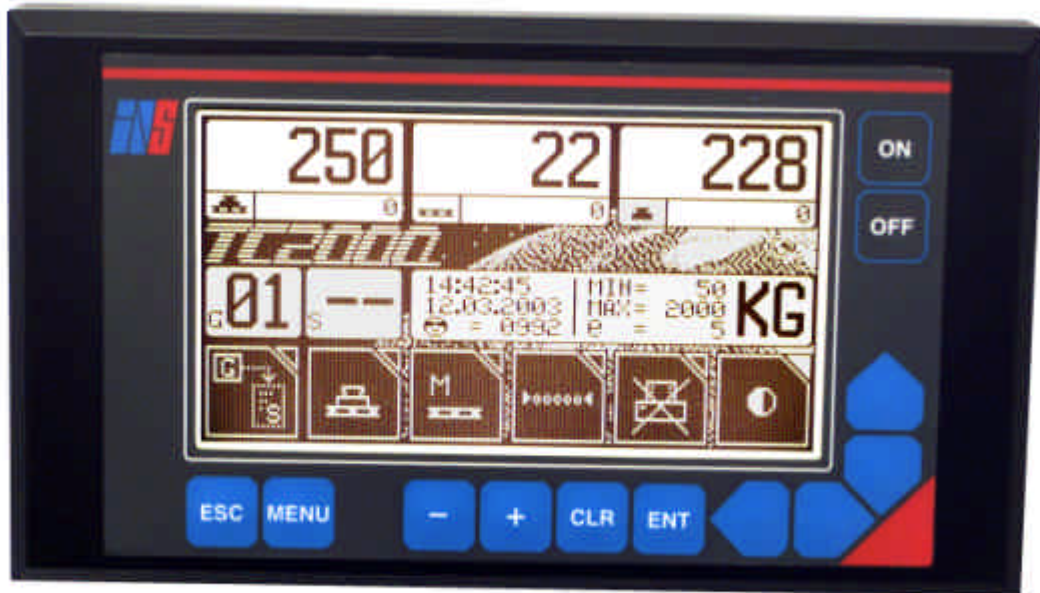 iNS
250 22 228
0 0 0
TC2000
G01 S--
14:42:45
12.03.2003
= 0992
MIN= 50
MAX= 2000
e = 5
KG
G
S
M
ON
OFF
ESC MENU - + CLR ENT